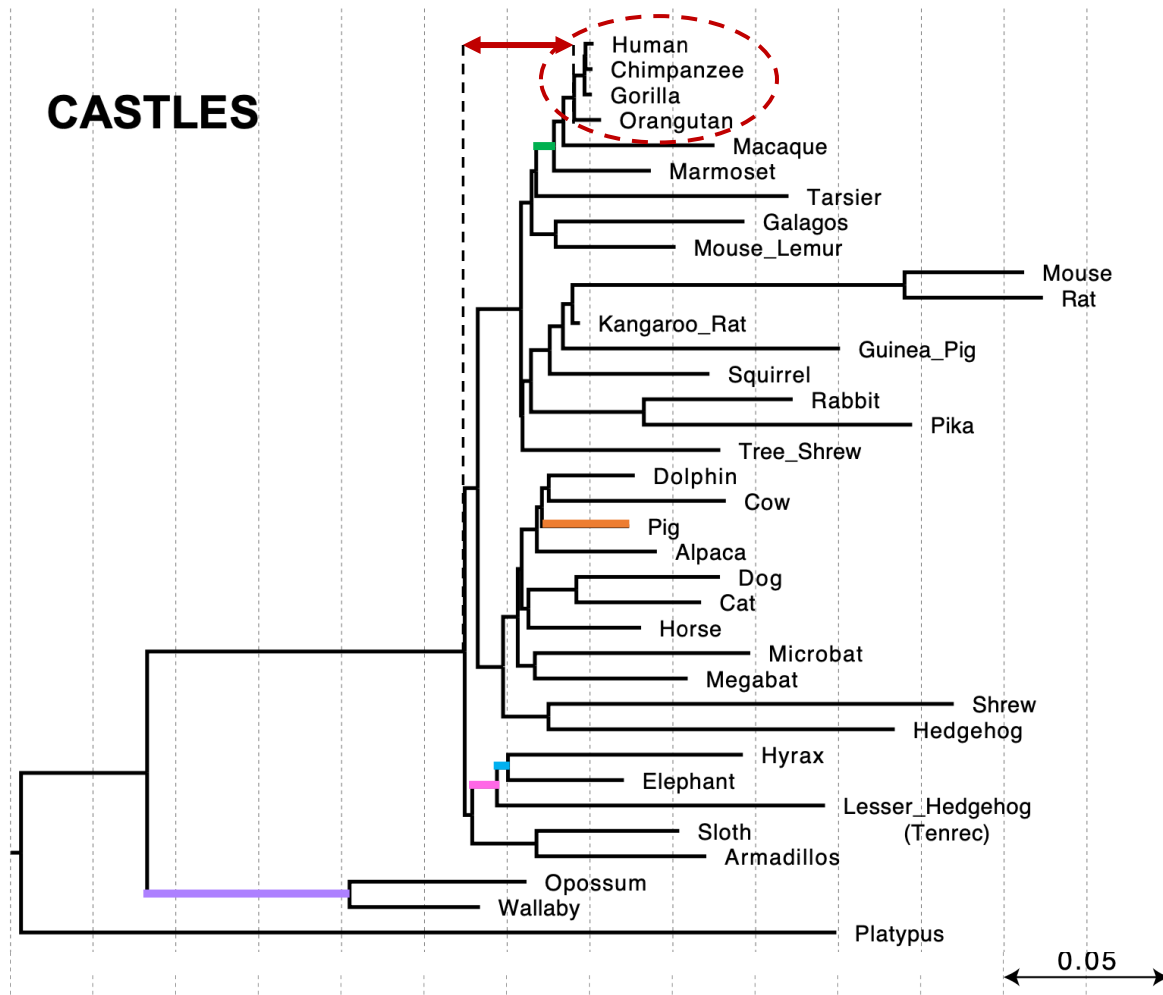 CASTLES
Human
Chimpanzee
Gorilla
Orangutan
Macaque
Marmoset
Tarsier
Galagos
Mouse_Lemur
Mouse
Rat
Kangaroo_Rat
Guinea_Pig
Squirrel
Rabbit
Pika
Tree_Shrew
Dolphin
Cow
Pig
Alpaca
Dog
Cat
Horse
Microbat
Megabat
Shrew
Hedgehog
Hyrax
Elephant
Lesser_Hedgehog
(Tenrec)
Sloth
Armadillos
Opossum
Wallaby
Platypus
0.05